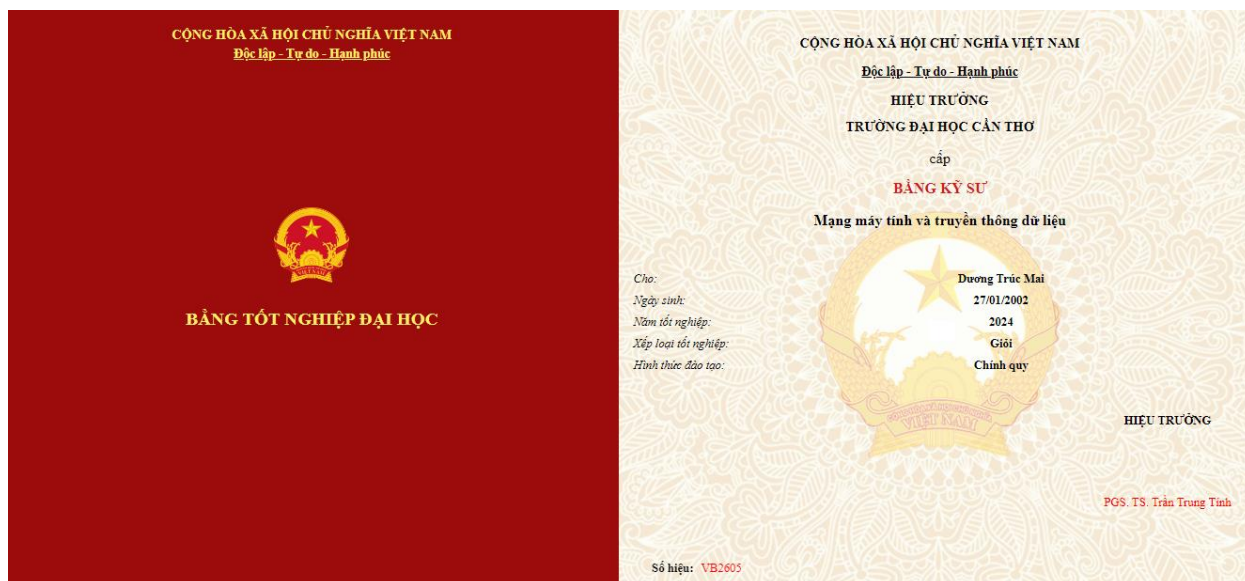 CỘNG HÒA XÃ HỘI CHỦ NGHĨA VIỆT NAM
Độc lập - Tự do - Hạnh phúc
VIỆT NAM
BẰNG TỐT NGHIỆP ĐẠI HỌC
CỘNG HÒA XÃ HỘI CHỦ NGHĨA VIỆT NAM
Độc lập - Tự do - Hạnh phúc
HIỆU TRƯỞNG
TRƯỜNG ĐẠI HỌC CẦN THƠ
cấp
BẰNG KỸ SƯ
Mạng máy tính và truyền thông dữ liệu
Cho: Dương Trúc Mai
Ngày sinh: 27/01/2002
Năm tốt nghiệp: 2024
Xếp loại tốt nghiệp: Giỏi
Hình thức đào tạo: Chính quy
VIỆT NAM
HIỆU TRƯỞNG
PGS. TS. Trần Trung Tính
Số hiệu: VB2605